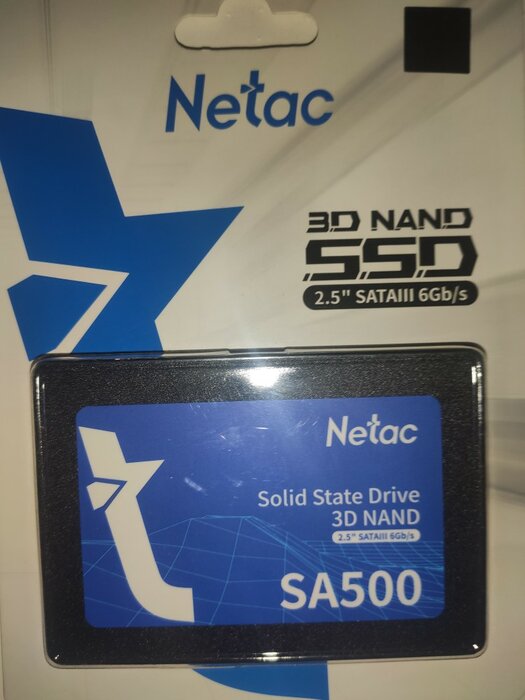 Netac
3D NAND
SSD
2.5" SATAIII 6Gb/s
Netac
Solid State Drive
3D NAND
2.5" SATAIII 6Gb/s
SA500